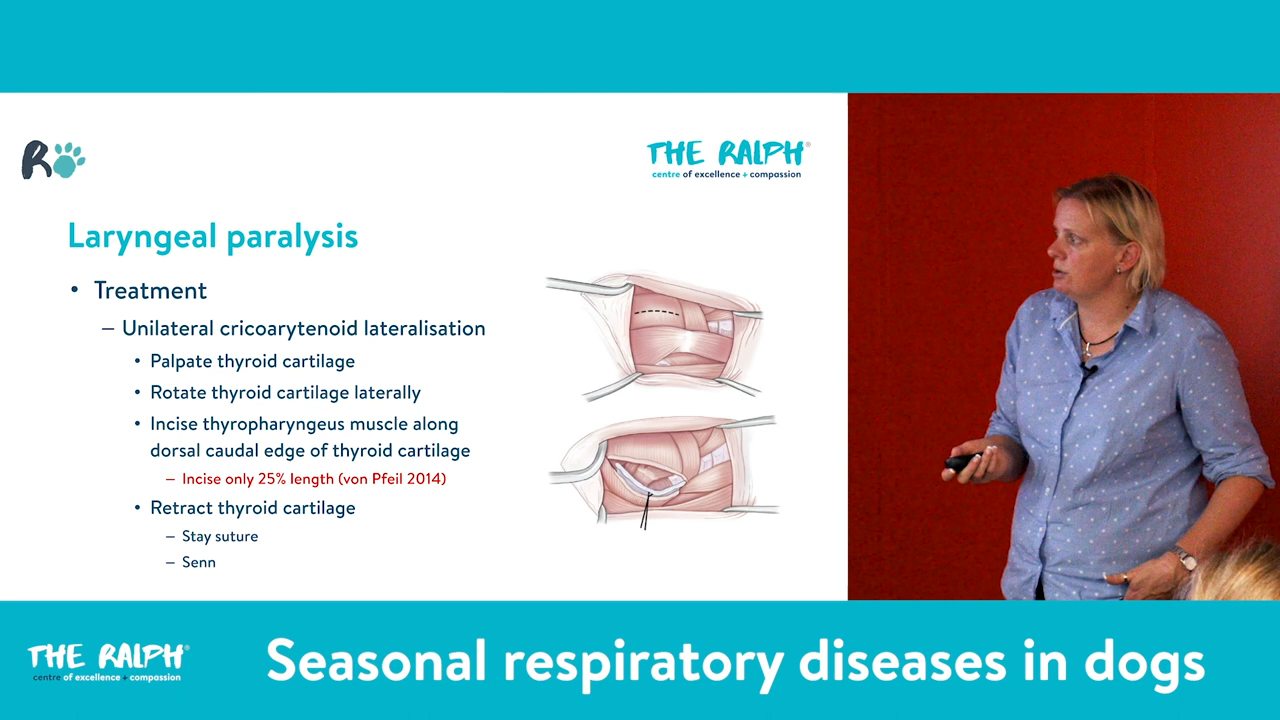 R
THE RALPH®
centre of excellence + compassion
Laryngeal paralysis
• Treatment
– Unilateral cricoarytenoid lateralisation
• Palpate thyroid cartilage
• Rotate thyroid cartilage laterally
• Incise thyropharyngeus muscle along
dorsal caudal edge of thyroid cartilage
– Incise only 25% length (von Pfeil 2014)
• Retract thyroid cartilage
– Stay suture
– Senn
THE RALPH®
centre of excellence + compassion
Seasonal respiratory diseases in dogs